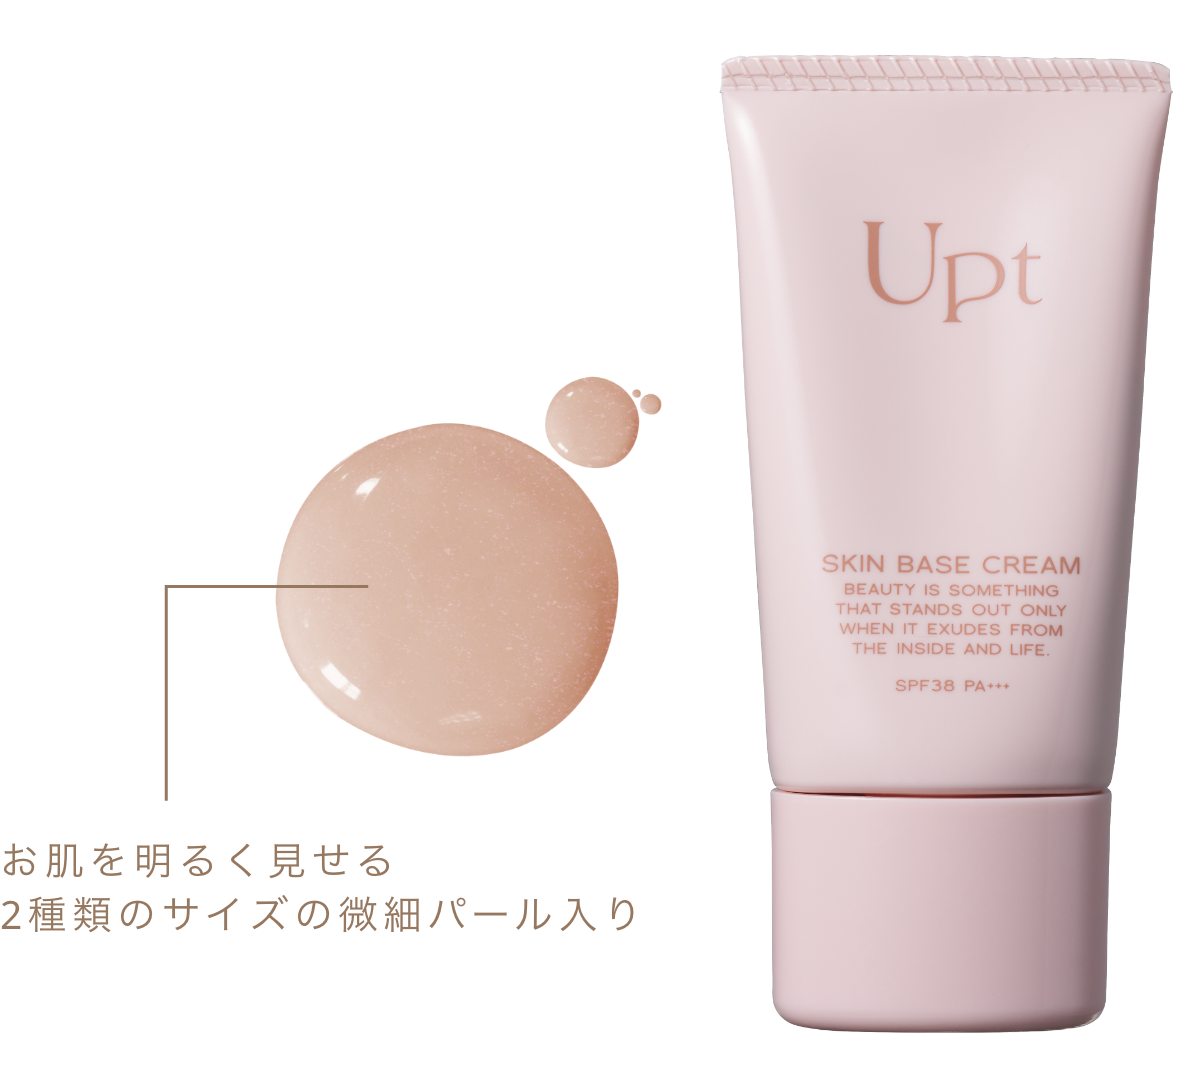 Upt
SKIN BASE CREAM
BEAUTY IS SOMETHING
THAT STANDS OUT ONLY
WHEN IT EXUDES FROM
THE INSIDE AND LIFE.
SPF38 PA+++
お肌を明るく見せる
2種類のサイズの微細パール入り